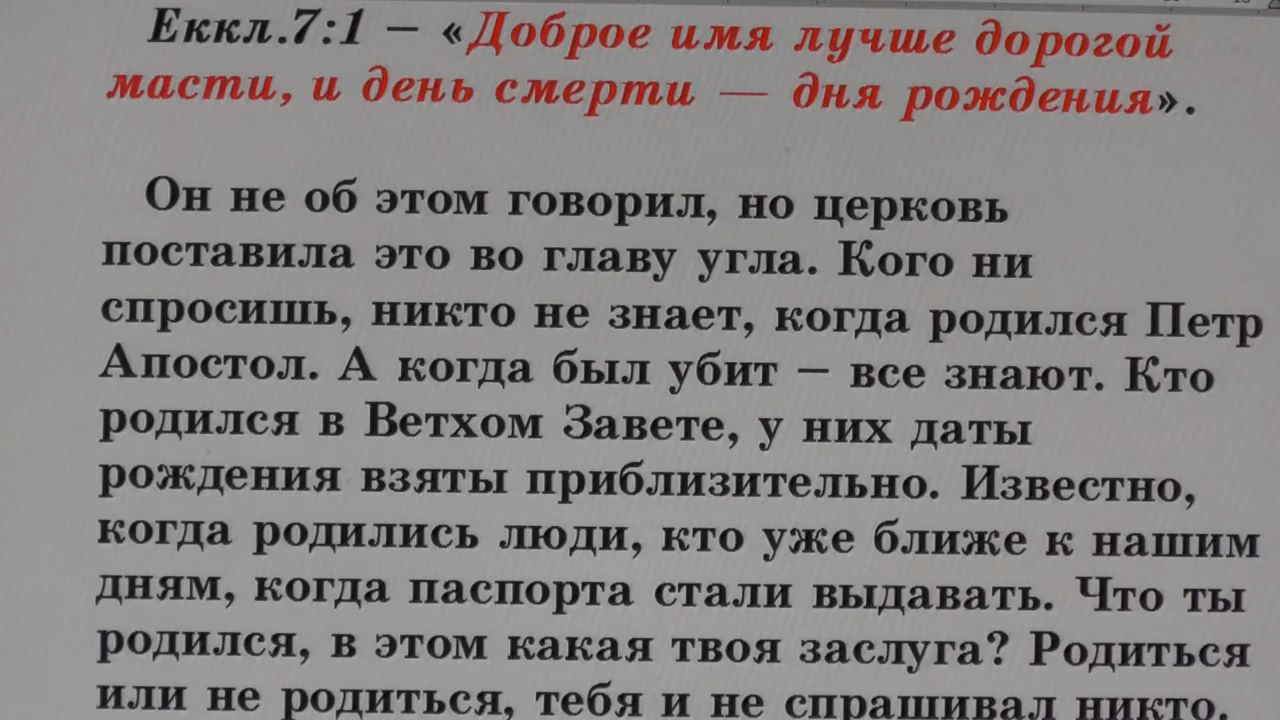 Еккл.7:1 – «Доброе имя лучше дорогой
масти, и день смерти — дня рождения».
Он не об этом говорил, но церковь
поставила это во главу угла. Кого ни
спросишь, никто не знает, когда родился Петр
Апостол. А когда был убит – все знают. Кто
родился в Ветхом Завете, у них даты
рождения взяты приблизительно. Известно,
когда родились люди, кто уже ближе к нашим
дням, когда паспорта стали выдавать. Что ты
родился, в этом какая твоя заслуга? Родиться
или не родиться, тебя и не спрашивал никто.